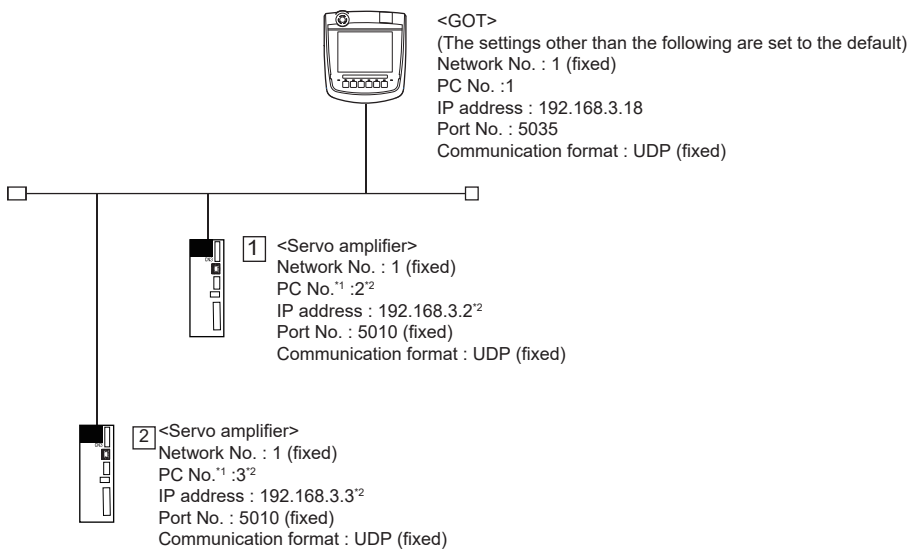 <GOT>
(The settings other than the following are set to the default)
Network No. : 1 (fixed)
PC No. :1
IP address : 192.168.3.18
Port No. : 5035
Communication format : UDP (fixed)
1
<Servo amplifier>
Network No. : 1 (fixed)
PC No.*1 :2*2
IP address : 192.168.3.2*2
Port No. : 5010 (fixed)
Communication format : UDP (fixed)
2
<Servo amplifier>
Network No. : 1 (fixed)
PC No.*1 :3*2
IP address : 192.168.3.3*2
Port No. : 5010 (fixed)
Communication format : UDP (fixed)